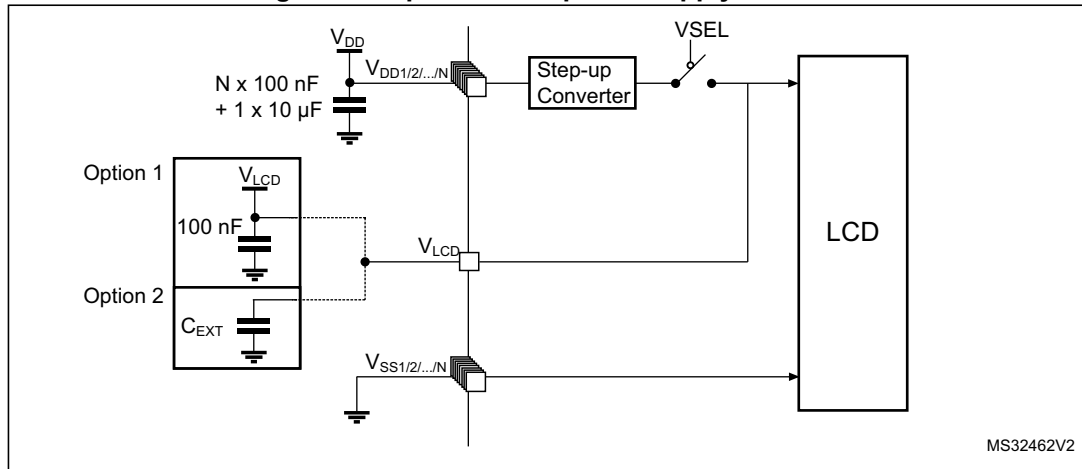 VSEL
VDD
VDD1/2/.../N
Step-up
Converter
N x 100 nF
+ 1 x 10 µF
Option 1
VLCD
100 nF
VLCD
LCD
Option 2
CEXT
VSS1/2/.../N
MS32462V2